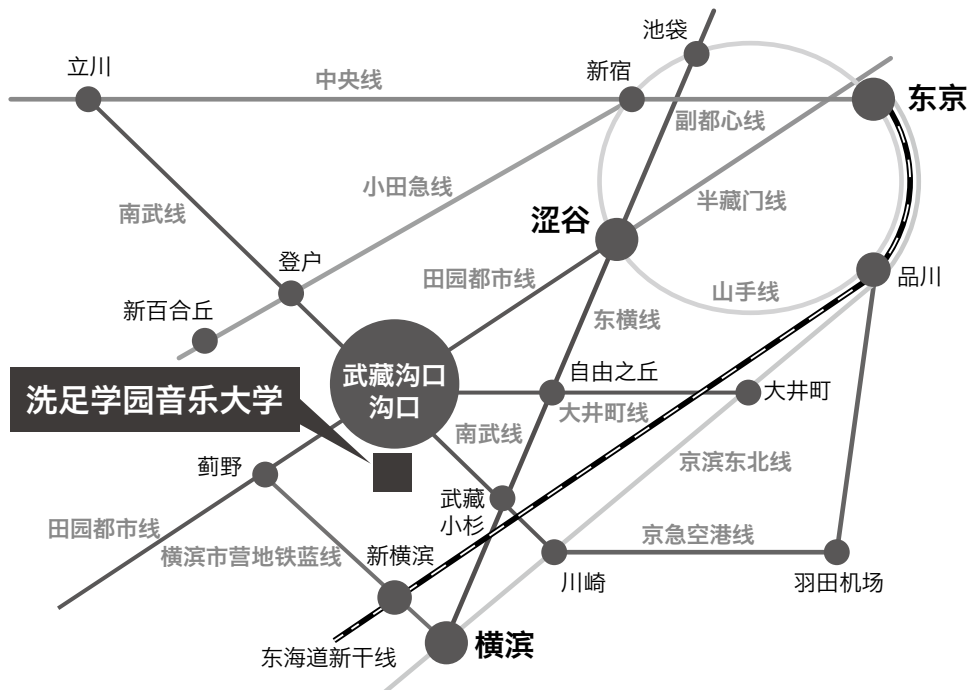 池袋
立川
新宿
中央线
东京
副都心线
小田急线
半藏门线
南武线
涩谷
登户
田园都市线
品川
山手线
新百合丘
东横线
武藏沟口
沟口
自由之丘
大井町
洗足学园音乐大学
大井町线
南武线
蓟野
京滨东北线
武藏
小杉
田园都市线
京急空港线
横滨市营地铁蓝线
新横滨
川崎
羽田机场
横滨
东海道新干线